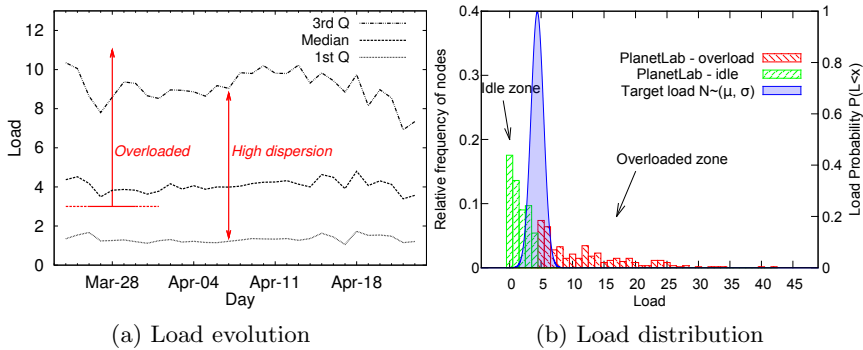 14
12
10
8
6
4
2
0
Load
3rd Q
Median
1st Q
Overloaded
High dispersion
Mar-28
Apr-04
Apr-11
Apr-18
Day
(a) Load evolution
0.4
0.3
0.2
0.1
0
Relative frequency of nodes
PlanetLab - overload
PlanetLab - idle
Target load N~(μ, σ)
Idle zone
Overloaded zone
1
0.8
0.6
0.4
0.2
0
Load Probability P(L<x)
0
5
10
15
20
25
30
35
40
45
Load
(b) Load distribution